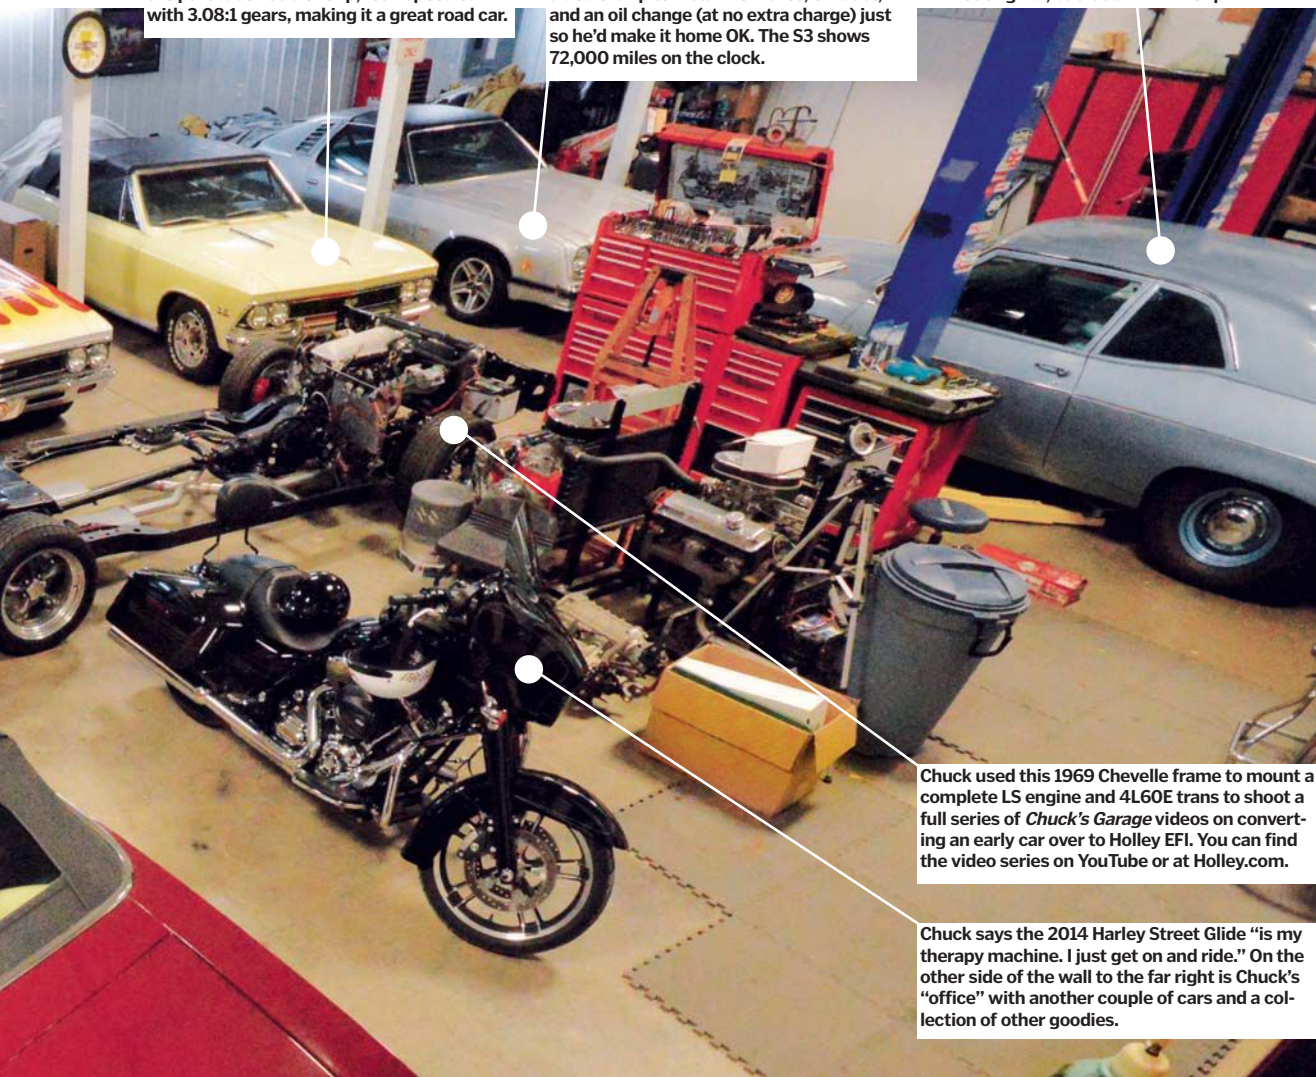 with 3.08:1 gears, making it a great road car.
and an oil change (at no extra charge) just
so he’d make it home OK. The S3 shows
72,000 miles on the clock.
Chuck used this 1969 Chevelle frame to mount a
complete LS engine and 4L60E trans to shoot a
full series of Chuck’s Garage videos on convert-
ing an early car over to Holley EFI. You can find
the video series on YouTube or at Holley.com.
Chuck says the 2014 Harley Street Glide “is my
therapy machine. I just get on and ride.” On the
other side of the wall to the far right is Chuck’s
“office” with another couple of cars and a col-
lection of other goodies.